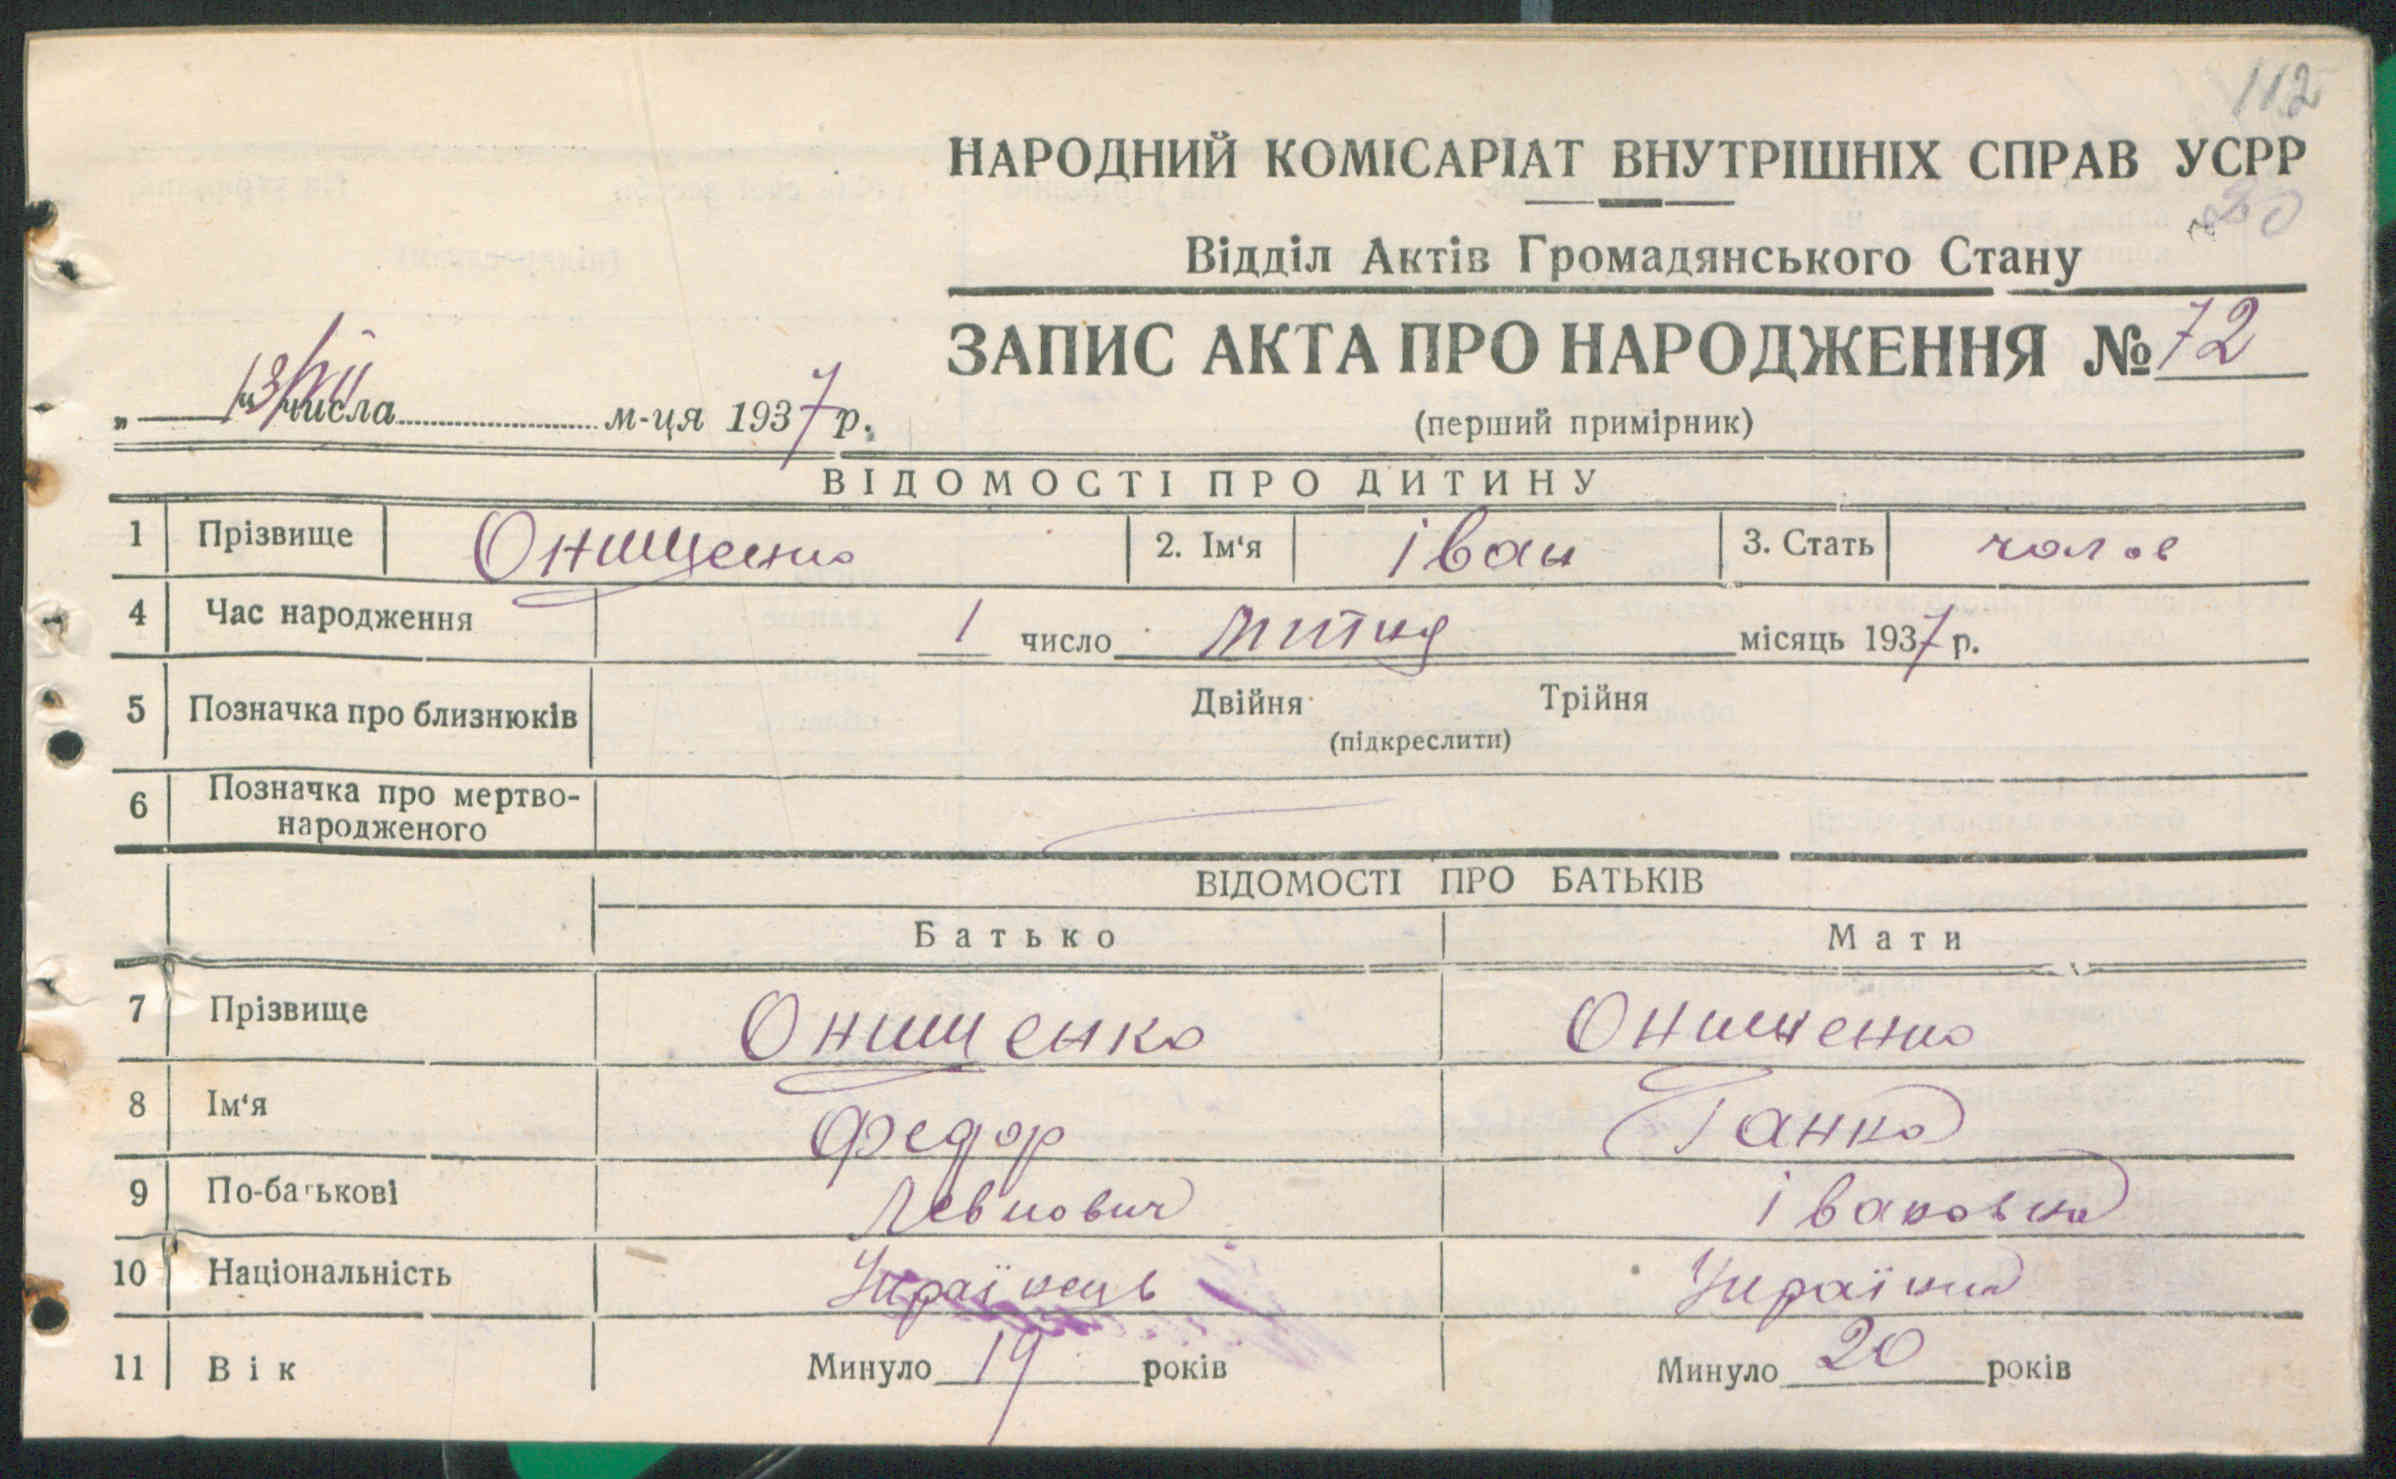 112
НАРОДНИЙ КОМІСАРІАТ ВНУТРІШНІХ СПРАВ УСРР
Відділ Актів Громадянського Стану
ЗАПИС АКТА ПРО НАРОДЖЕННЯ № 72
„ 13/VII “ числа м-ця 1937 р.
(перший примірник)
ВІДОМОСТІ ПРО ДИТИНУ
1 Прізвище Онищенко 2. Ім‘я Іван 3. Стать чолов
4 Час народження 1 число липня місяць 1937 р.
5 Позначка про близнюків Двійня Трійня
(підкреслити)
6 Позначка про мертво-
народженого
ВІДОМОСТІ ПРО БАТЬКІВ
Батько Мати
7 Прізвище Онищенко Онищенко
8 Ім‘я Федор Ганна
9 По-батькові Левкович Івановна
10 Національність Українець Українка
11 Вік Минуло 19 років Минуло 20 років